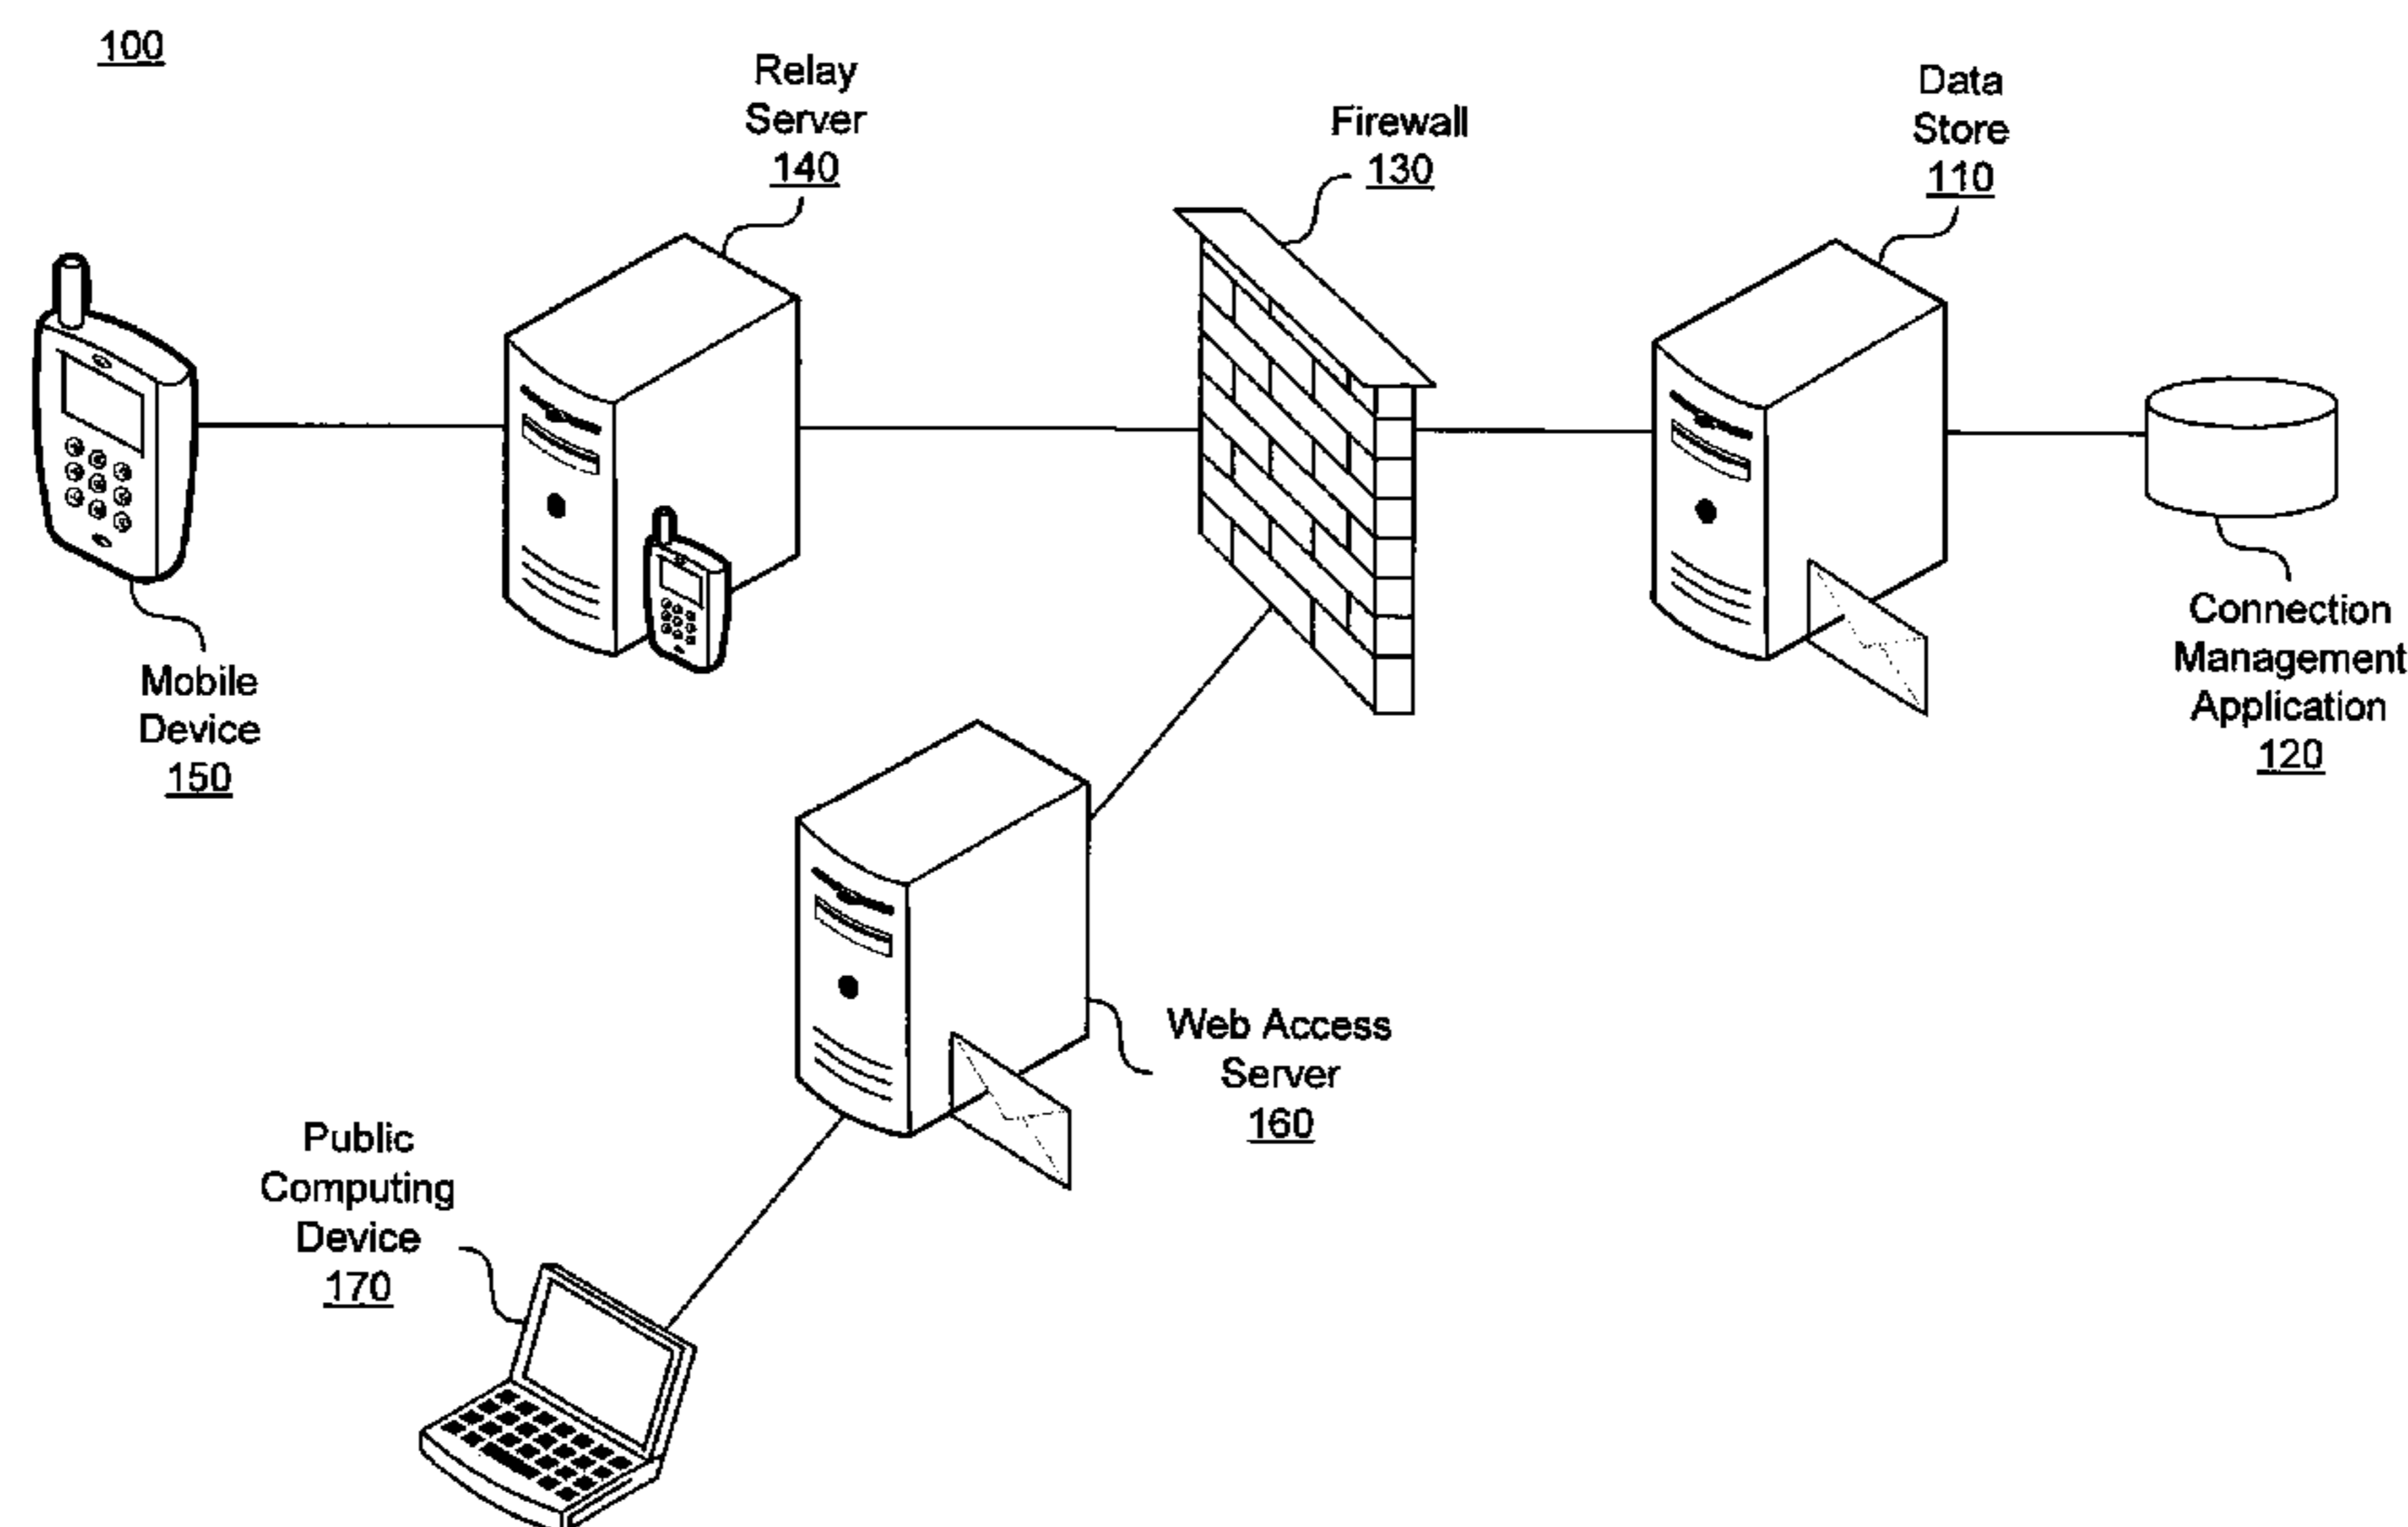 100
Relay
Server
140
Firewall
130
Data
Store
110
Mobile
Device
150
Connection
Management
Application
120
Web Access
Server
160
Public
Computing
Device
170